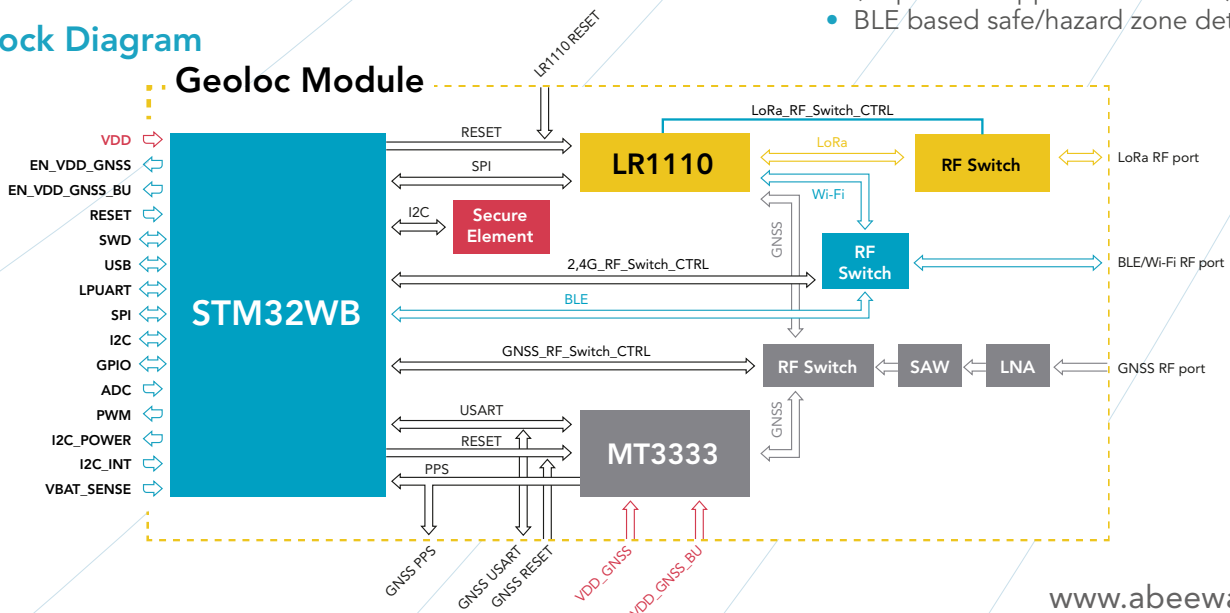 BLE based safe/hazard zone
ock Diagram
Geoloc Module
LR1110 RESET
LoRa_RF_Switch_CTRL
VDD
EN_VDD_GNSS
EN_VDD_GNSS_BU
RESET
SWD
USB
LPUART
SPI
I2C
GPIO
ADC
PWM
I2C_POWER
I2C_INT
VBAT_SENSE
STM32WB
RESET
SPI
I2C
Secure
Element
2,4G_RF_Switch_CTRL
BLE
GNSS_RF_Switch_CTRL
USART
RESET
PPS
LR1110
LoRa
Wi-Fi
GNSS
RF Switch
LoRa RF port
RF
Switch
BLE/Wi-Fi RF port
RF Switch
SAW
LNA
GNSS RF port
GNSS
MT3333
GNSS PPS
GNSS USART
GNSS RESET
VDD_GNSS
VDD_GNSS_BU
www.abeewa